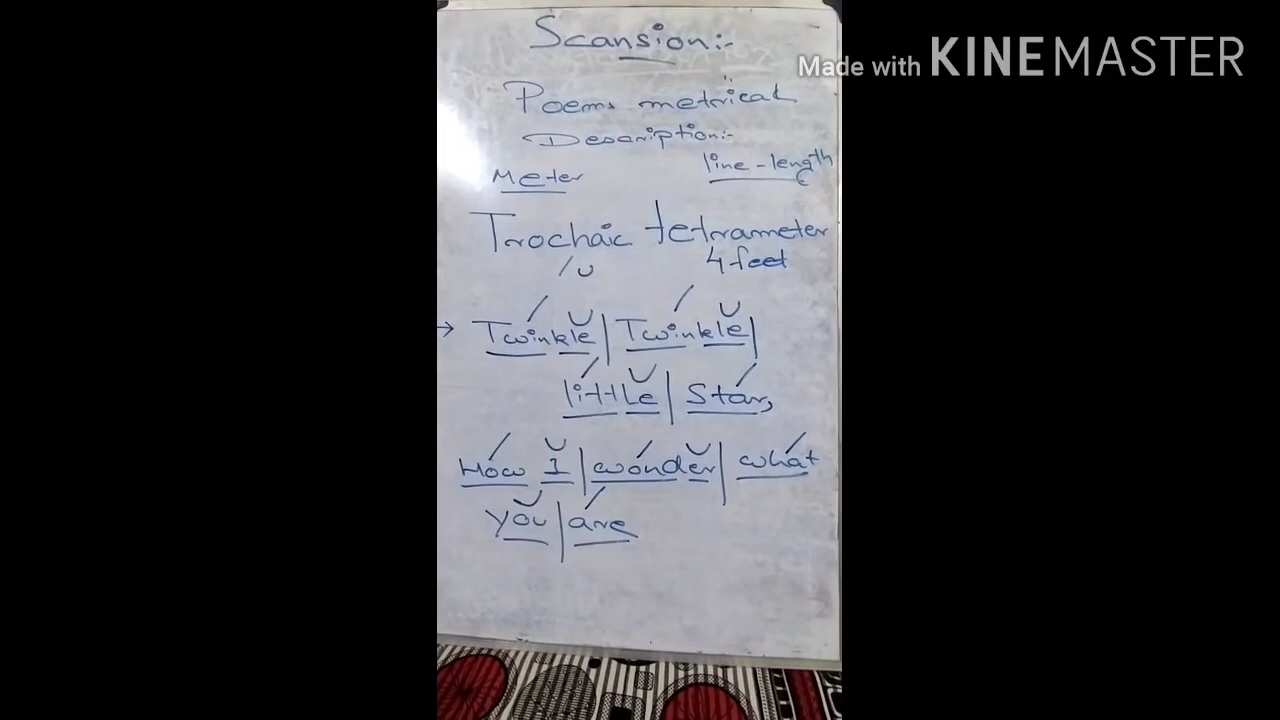 Scansion:-
Made with KINEMASTER
Poems metrical
Description:-
Meter line-length
Trochaic tetrameter
/ ∪ 4 feet
→ Twinkle | Twinkle |
little | star,
How I | wonder | what
you | are